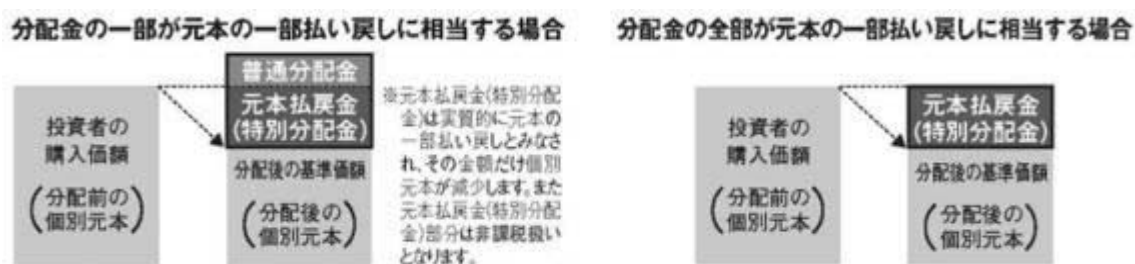 分配金の一部が元本の一部払い戻しに相当する場合
普通分配金
元本払戻金
(特別分配金)
投資者の
購入価額
(分配前の
個別元本)
分配後の基準価額
(分配後の
個別元本)
※元本払戻金(特別分配
金)は実質的に元本の
一部払い戻しとみなさ
れ、その金額だけ個別
元本が減少します。また
元本払戻金(特別分配
金)部分は非課税扱い
となります。
分配金の全部が元本の一部払い戻しに相当する場合
元本払戻金
(特別分配金)
投資者の
購入価額
(分配前の
個別元本)
分配後の基準価額
(分配後の
個別元本)